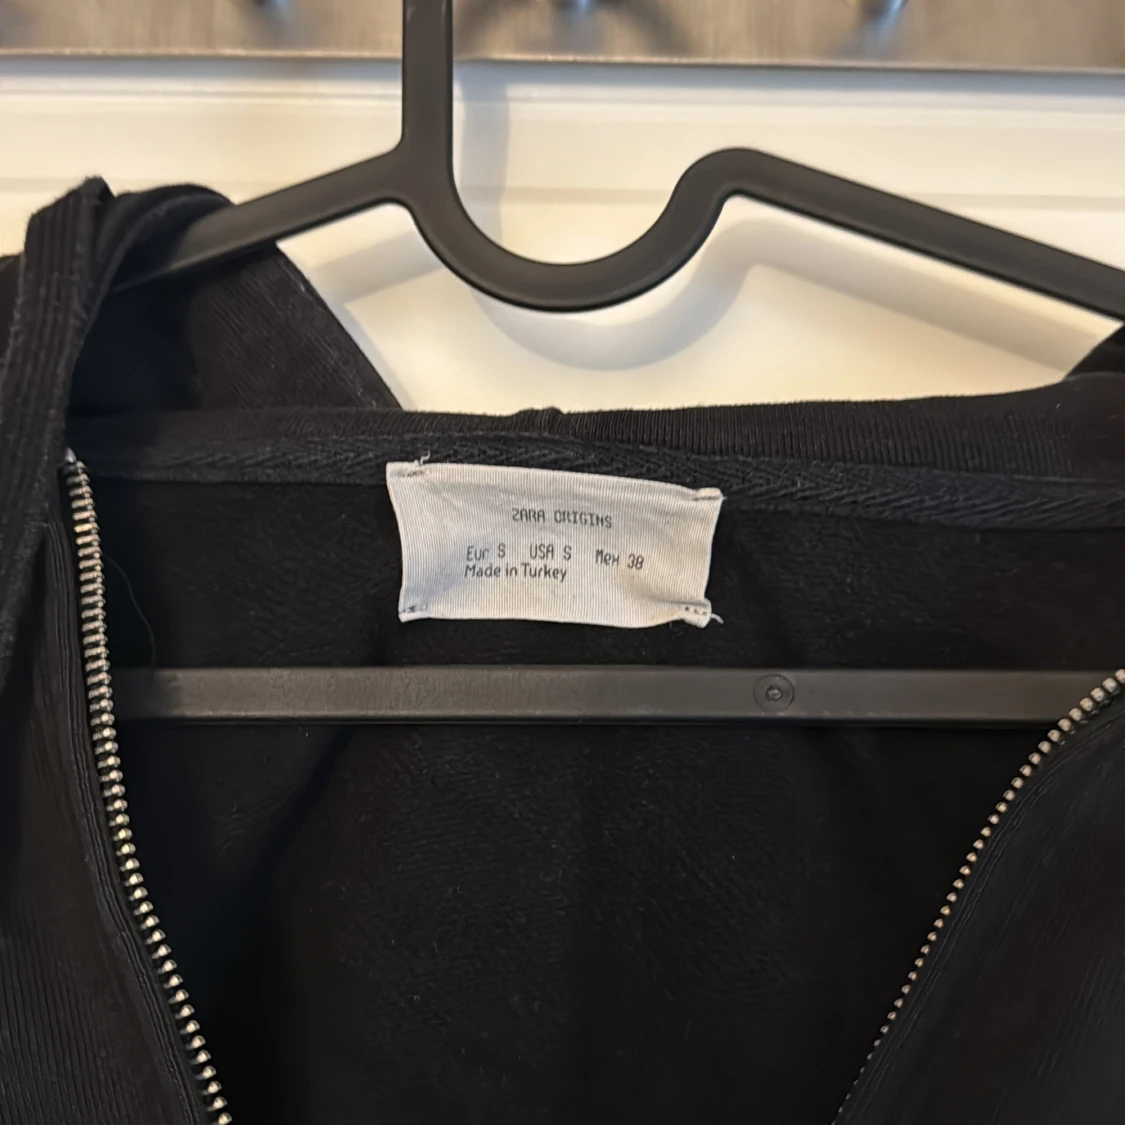 ZARA ORIGINS
Eur S USA S Mex 38
Made in Turkey